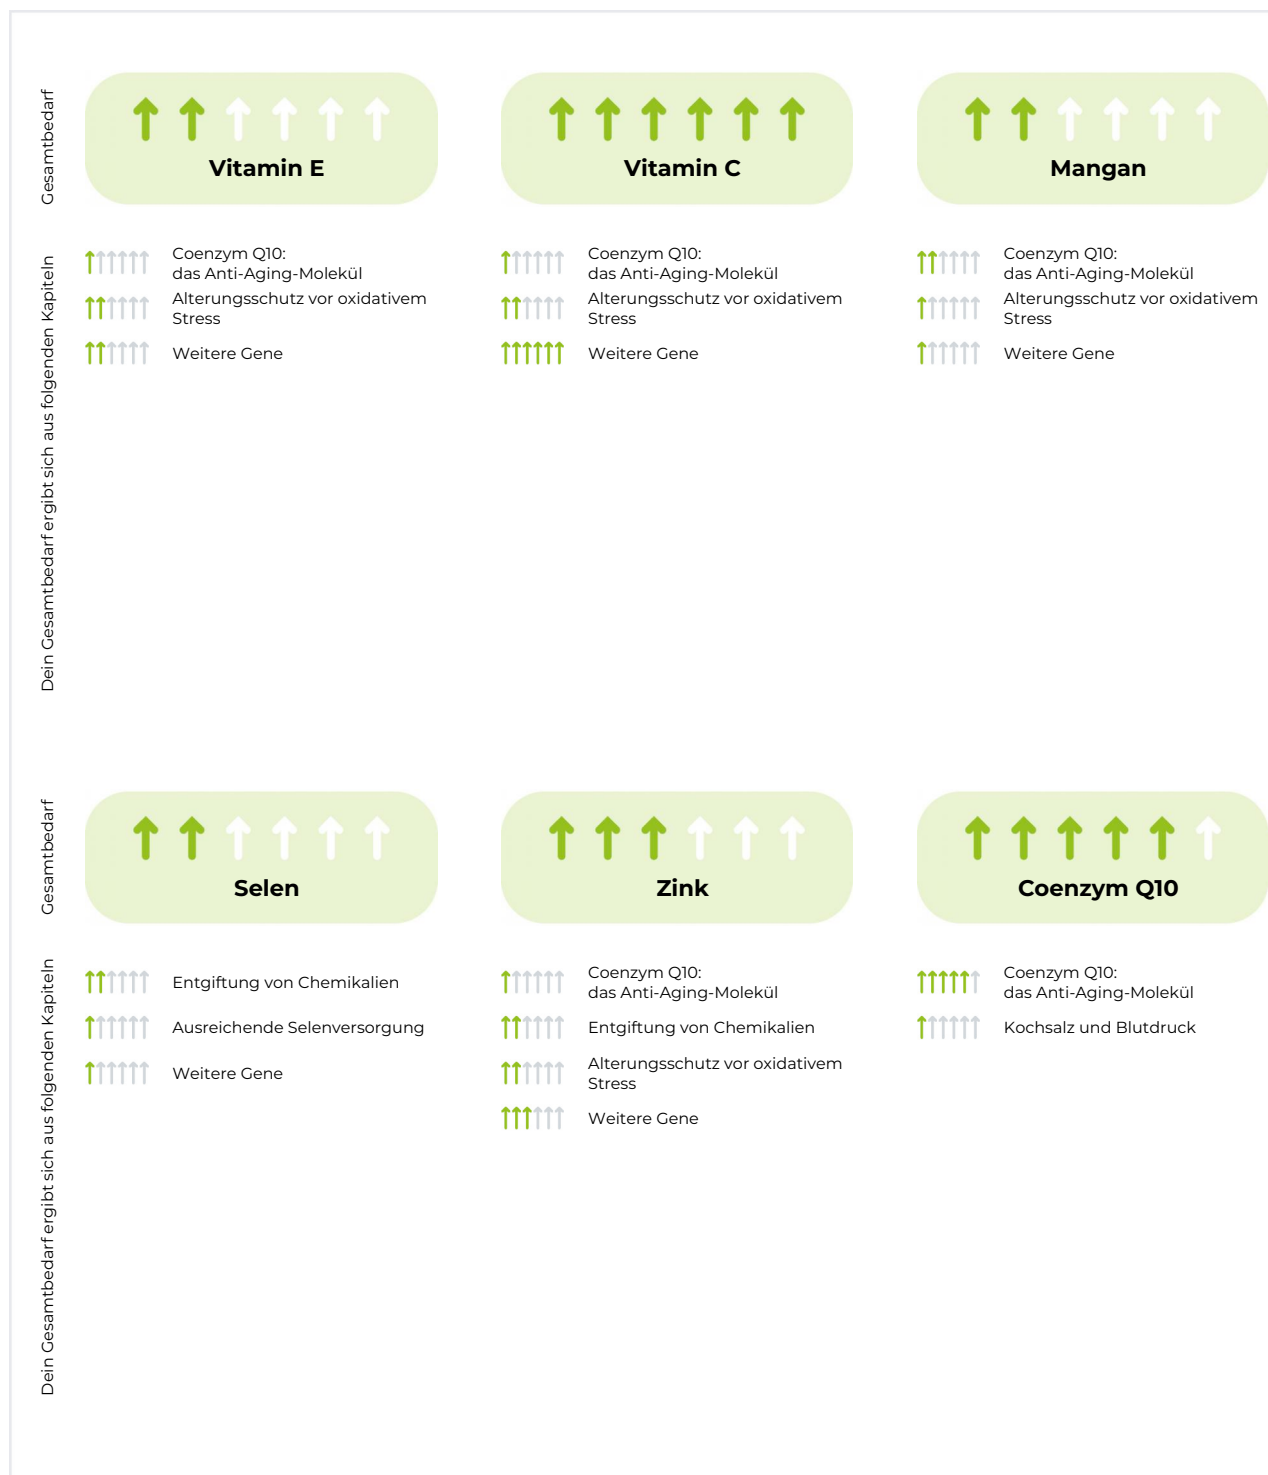 Gesamtbedarf
Vitamin E
Vitamin C
Mangan
Dein Gesamtbedarf ergibt sich aus folgenden Kapiteln
Coenzym Q10:
das Anti-Aging-Molekül
Alterungsschutz vor oxidativem
Stress
Weitere Gene
Coenzym Q10:
das Anti-Aging-Molekül
Alterungsschutz vor oxidativem
Stress
Weitere Gene
Coenzym Q10:
das Anti-Aging-Molekül
Alterungsschutz vor oxidativem
Stress
Weitere Gene
Gesamtbedarf
Selen
Zink
Coenzym Q10
Dein Gesamtbedarf ergibt sich aus folgenden Kapiteln
Entgiftung von Chemikalien
Ausreichende Selenversorgung
Weitere Gene
Coenzym Q10:
das Anti-Aging-Molekül
Entgiftung von Chemikalien
Alterungsschutz vor oxidativem
Stress
Weitere Gene
Coenzym Q10:
das Anti-Aging-Molekül
Kochsalz und Blutdruck